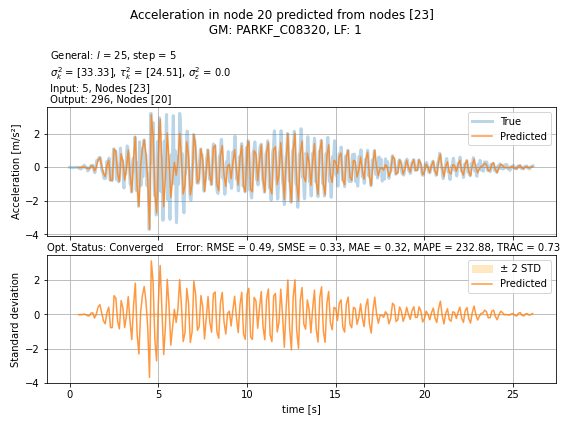 Acceleration in node 20 predicted from nodes [23]
GM: PARKF_C08320, LF: 1
General: l = 25, step = 5
σ²ₖ = [33.33], τ²ₖ = [24.51], σ²ε = 0.0
Input: 5, Nodes [23]
Output: 296, Nodes [20]
True
Predicted
Acceleration [m/s²]
2
0
−2
−4
Opt. Status: Converged    Error: RMSE = 0.49, SMSE = 0.33, MAE = 0.32, MAPE = 232.88, TRAC = 0.73
± 2 STD
Predicted
Standard deviation
2
0
−2
−4
0 5 10 15 20 25
time [s]